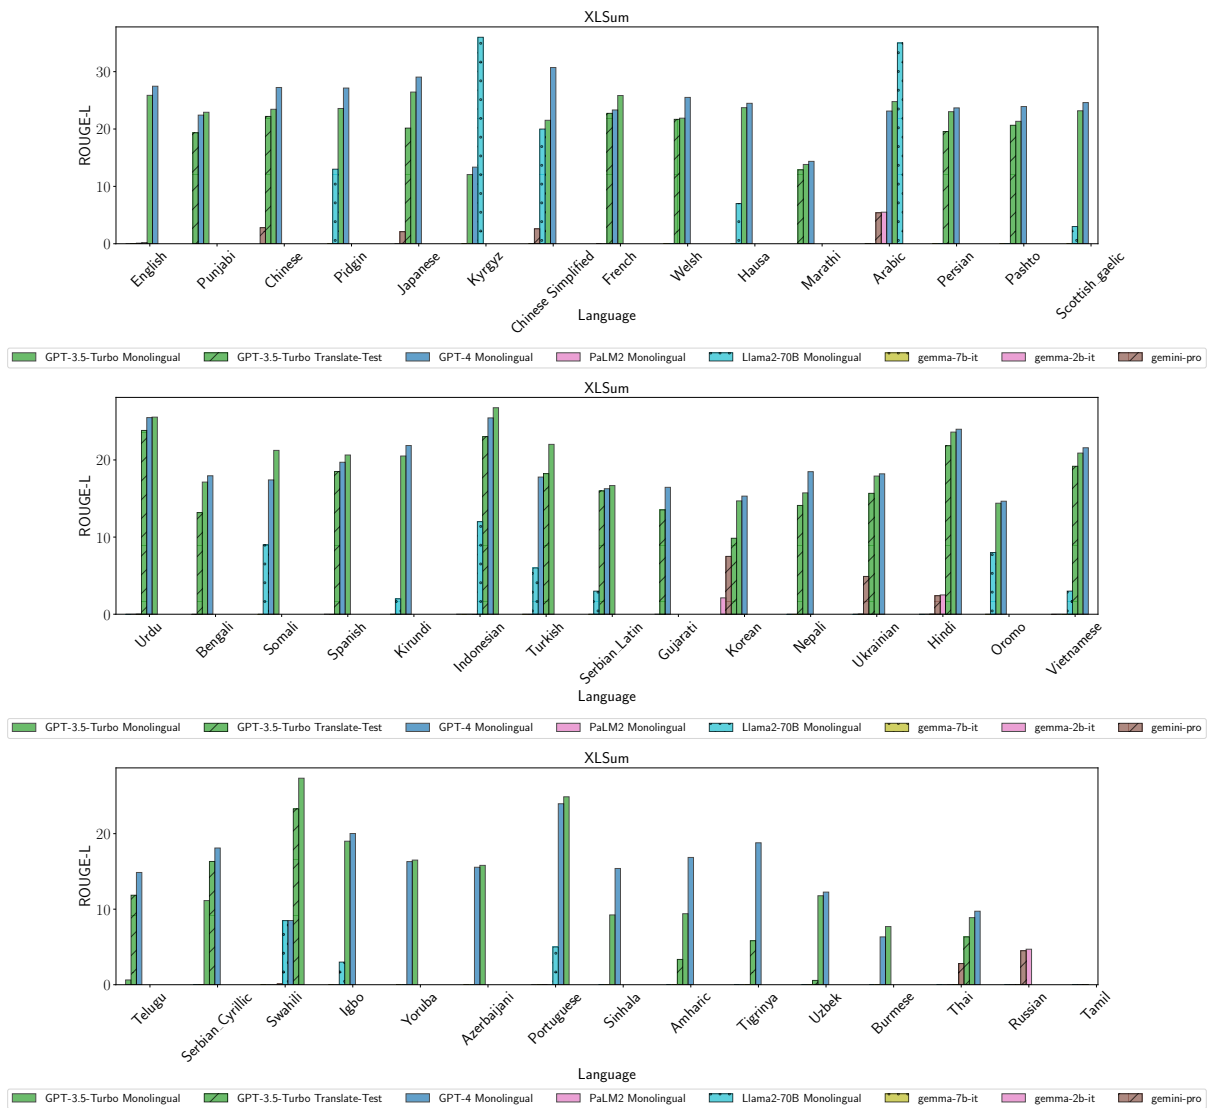 XLSum
30
20
10
0
ROUGE-L
English Punjabi Chinese Pidgin Japanese Kyrgyz Chinese Simplified French Welsh Hausa Marathi Arabic Persian Pashto Scottish_gaelic
Language
GPT-3.5-Turbo Monolingual GPT-3.5-Turbo Translate-Test GPT-4 Monolingual PaLM2 Monolingual Llama2-70B Monolingual gemma-7b-it gemma-2b-it gemini-pro
XLSum
20
10
0
ROUGE-L
Urdu Bengali Somali Spanish Kirundi Indonesian Turkish Serbian_Latin Gujarati Korean Nepali Ukrainian Hindi Oromo Vietnamese
Language
GPT-3.5-Turbo Monolingual GPT-3.5-Turbo Translate-Test GPT-4 Monolingual PaLM2 Monolingual Llama2-70B Monolingual gemma-7b-it gemma-2b-it gemini-pro
XLSum
20
10
0
ROUGE-L
Telugu Serbian_Cyrillic Swahili Igbo Yoruba Azerbaijani Portuguese Sinhala Amharic Tigrinya Uzbek Burmese Thai Russian Tamil
Language
GPT-3.5-Turbo Monolingual GPT-3.5-Turbo Translate-Test GPT-4 Monolingual PaLM2 Monolingual Llama2-70B Monolingual gemma-7b-it gemma-2b-it gemini-pro